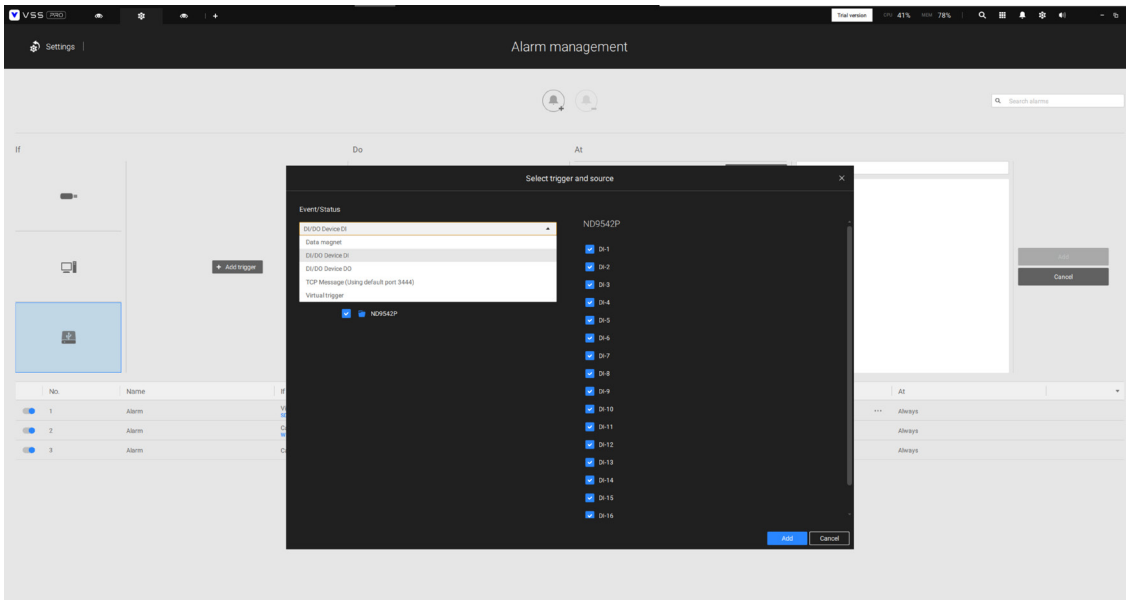 VSS PRO
Trial version CPU 41% MEM 78%
Settings
Alarm management
Search alarms
If Do At
Select trigger and source
Event/Status
DI/DO Device DI
Data magnet
DI/DO Device DI
DI/DO Device DO
TCP Message (Using default port 3444)
Virtual trigger
ND9542P
ND9542P
DI-1
DI-2
DI-3
DI-4
DI-5
DI-6
DI-7
DI-8
DI-9
DI-10
DI-11
DI-12
DI-13
DI-14
DI-15
DI-16
Add Cancel
+ Add trigger
Add
Cancel
No. Name If At
1 Alarm Always
2 Alarm Always
3 Alarm Always